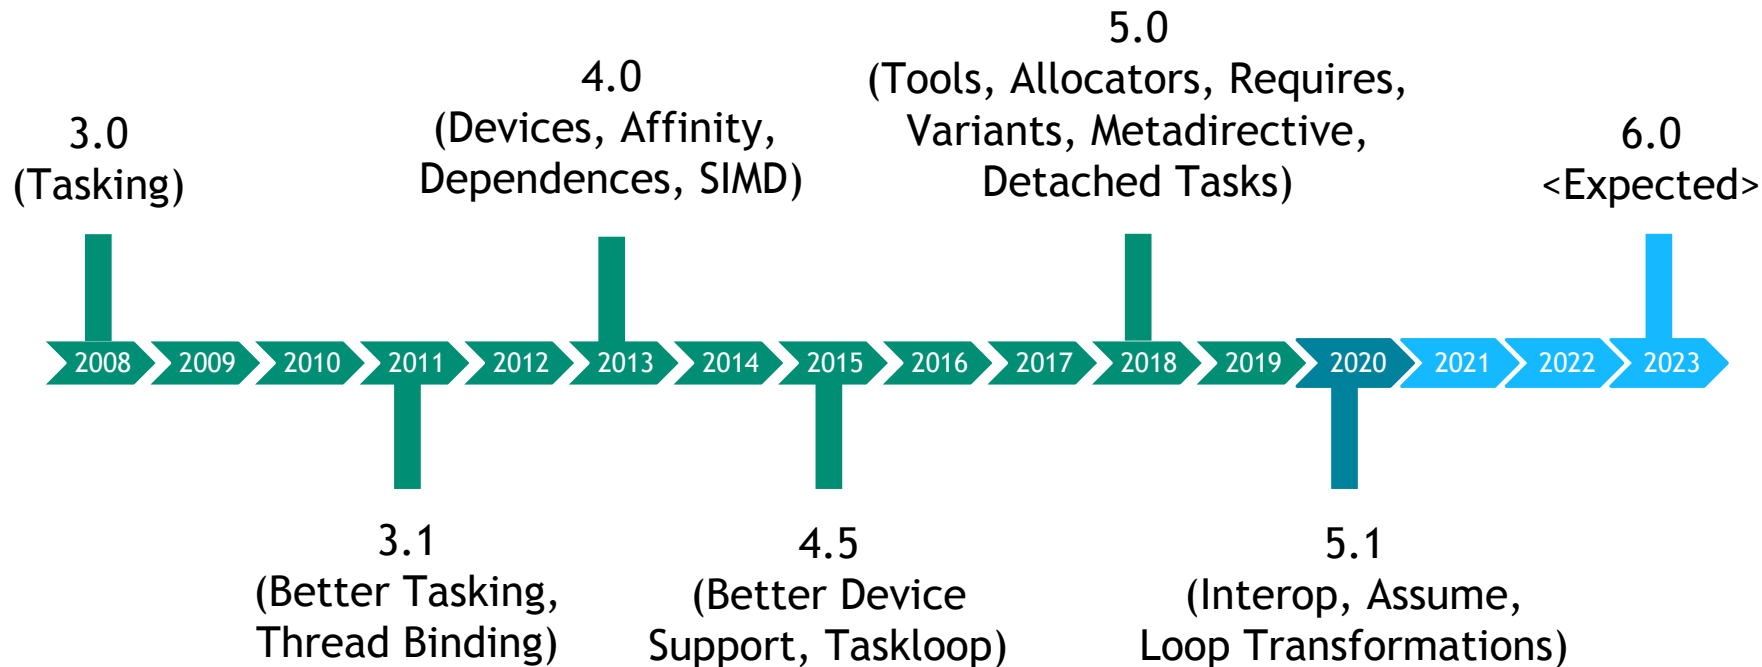 5.0
(Tools, Allocators, Requires,
Variants, Metadirective,
Detached Tasks)
4.0
(Devices, Affinity,
Dependences, SIMD)
3.0
(Tasking)
6.0
<Expected>
2008 2009 2010 2011 2012 2013 2014 2015 2016 2017 2018 2019 2020 2021 2022 2023
3.1
(Better Tasking,
Thread Binding)
4.5
(Better Device
Support, Taskloop)
5.1
(Interop, Assume,
Loop Transformations)